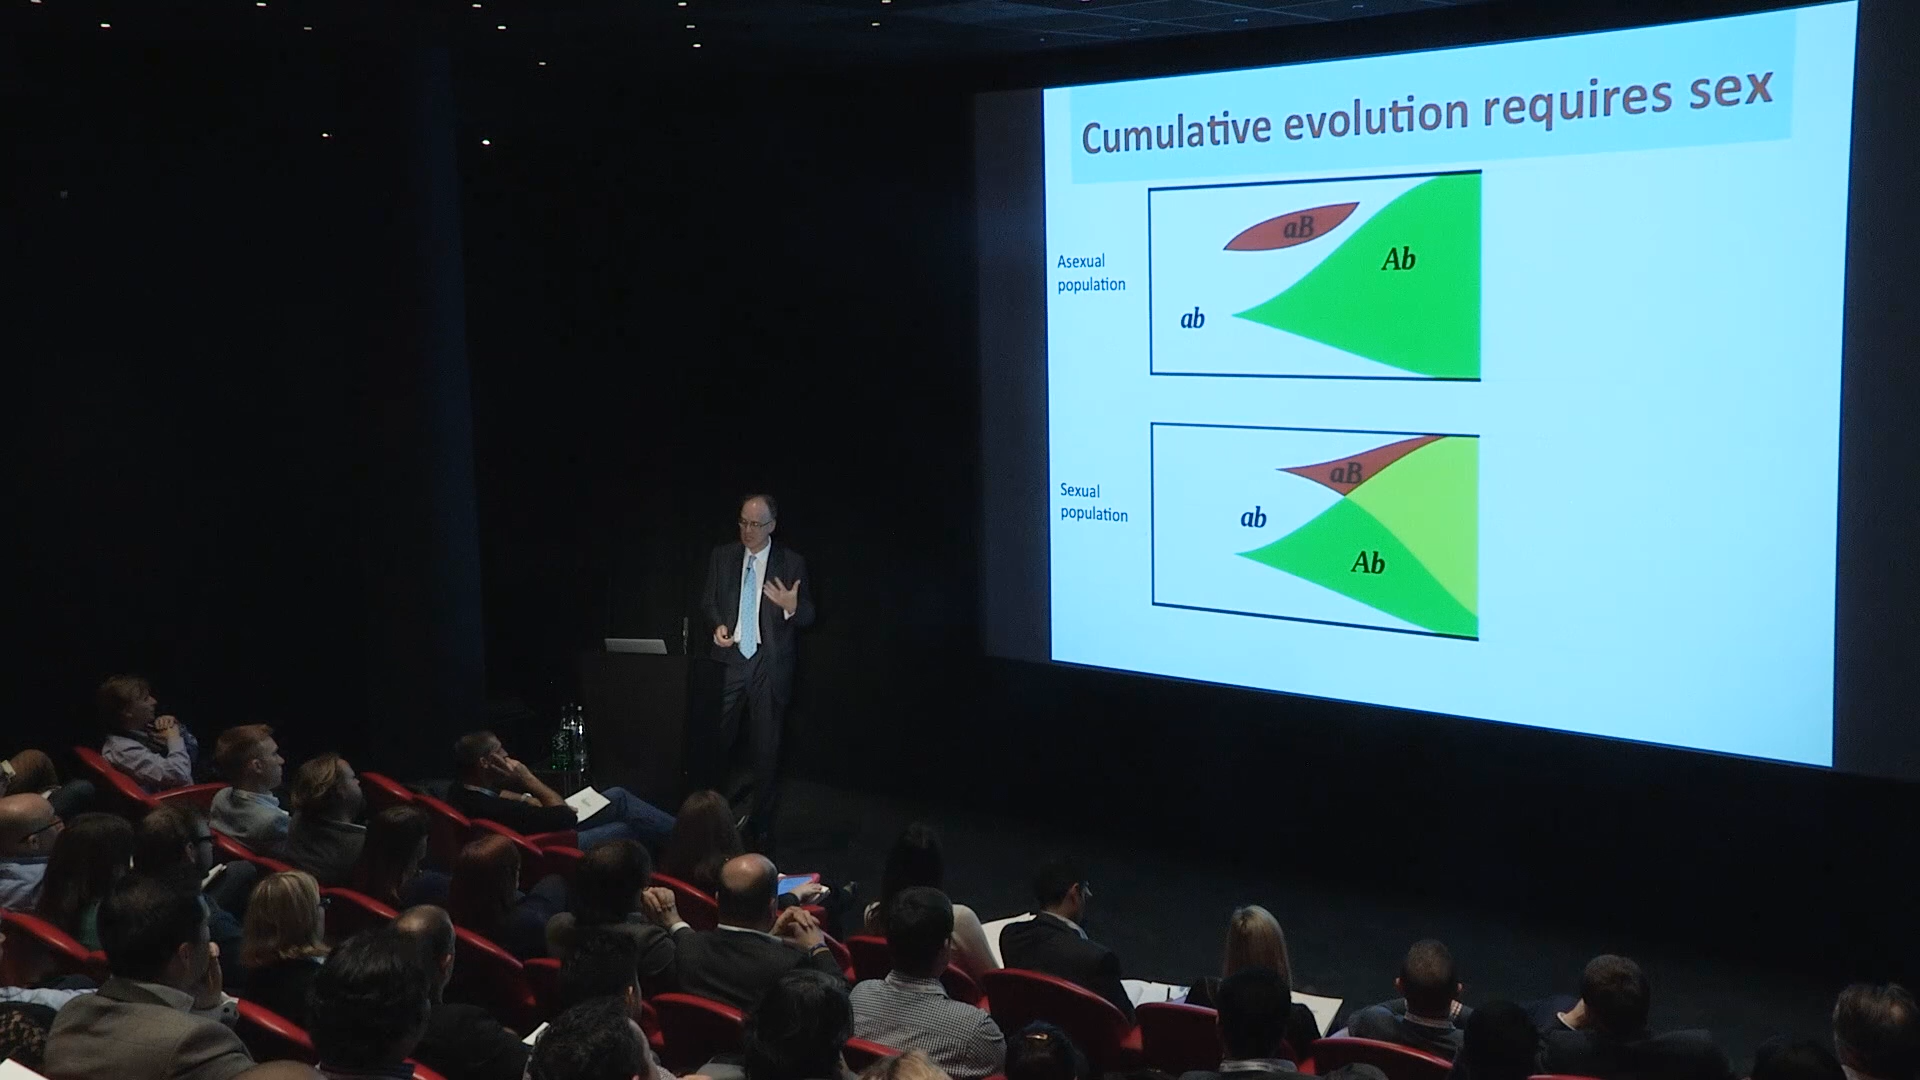 Cumulative evolution requires sex
Asexual
population
aB
Ab
ab
Sexual
population
aB
ab
Ab